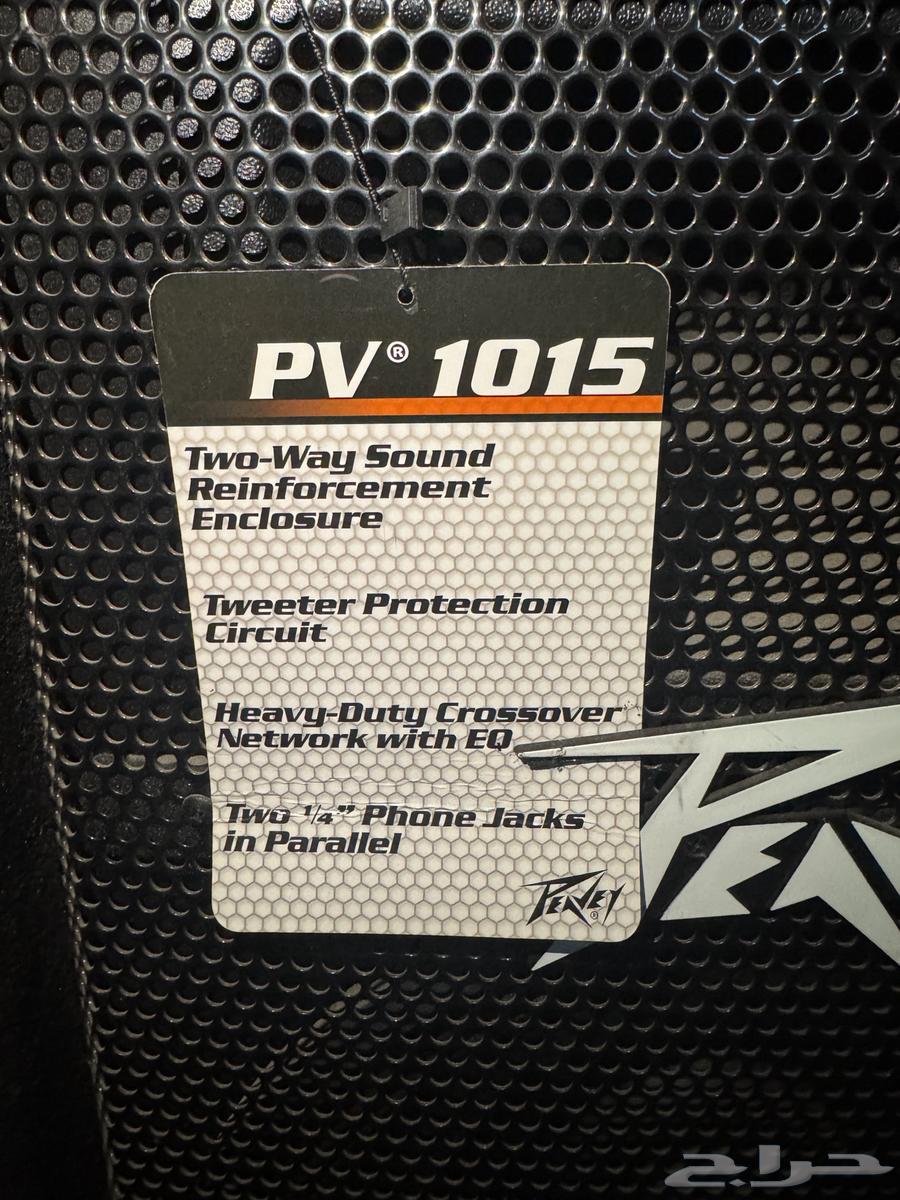 PV® 1015
Two-Way Sound
Reinforcement
Enclosure
Tweeter Protection
Circuit
Heavy-Duty Crossover
Network with EQ
Two 1/4" Phone Jacks
in Parallel
PEAVEY®
PEAV
حراج